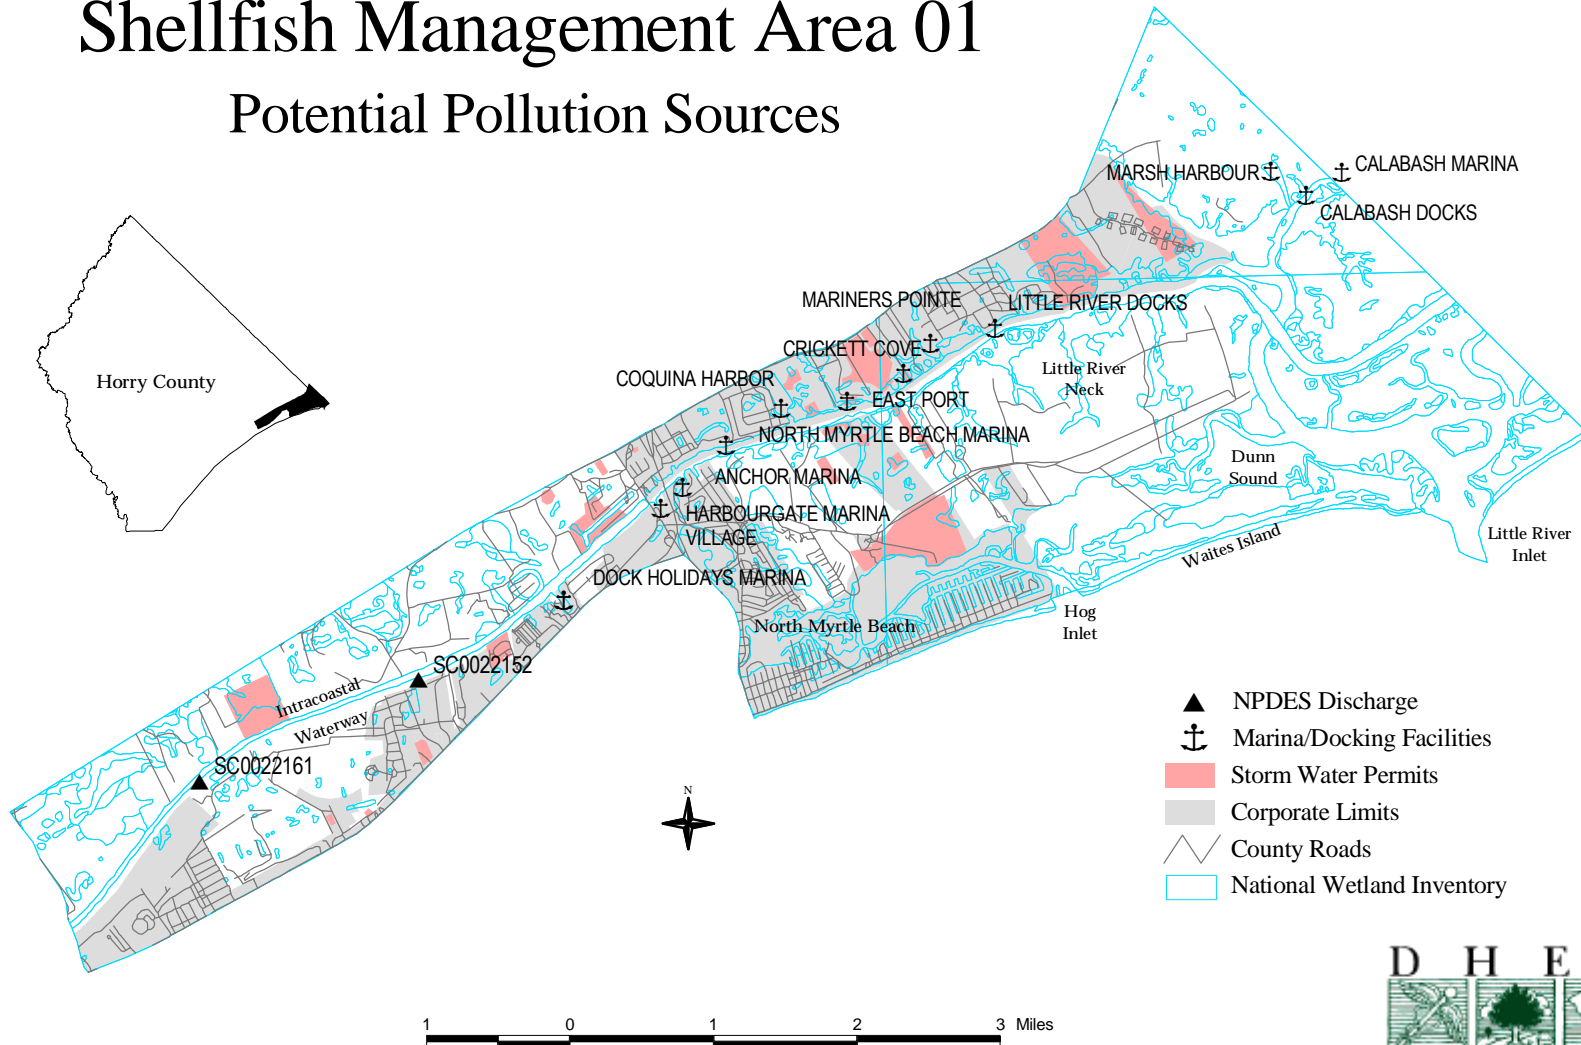 Shellfish Management Area 01
Potential Pollution Sources
MARSH HARBOUR
CALABASH MARINA
CALABASH DOCKS
MARINERS POINTE
LITTLE RIVER DOCKS
CRICKETT COVE
Little River
Neck
COQUINA HARBOR
EAST PORT
Horry County
NORTH MYRTLE BEACH MARINA
Dunn
Sound
ANCHOR MARINA
HARBOURGATE MARINA
VILLAGE
Waites Island
Little River
Inlet
DOCK HOLIDAYS MARINA
Hog
Inlet
North Myrtle Beach
SC0022152
Intracoastal
Waterway
SC0022161
NPDES Discharge
Marina/Docking Facilities
Storm Water Permits
Corporate Limits
County Roads
National Wetland Inventory
N
D H E
1 0 1 2 3 Miles